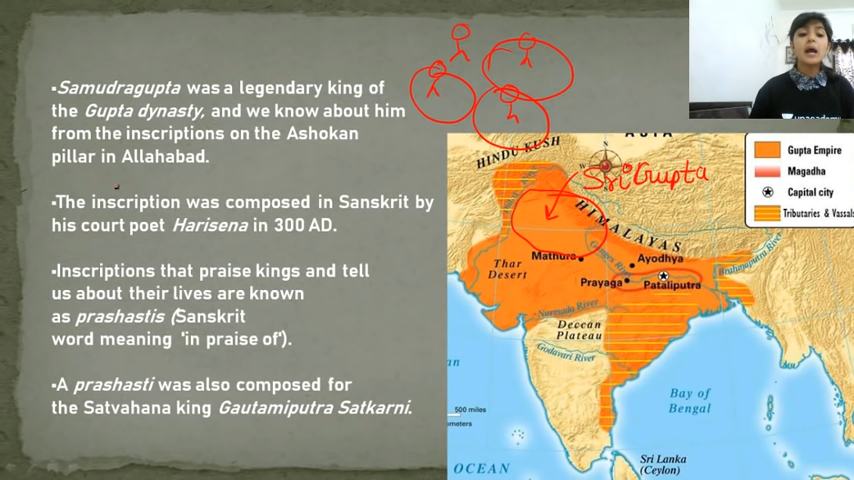 ▪Samudragupta was a legendary king of
the Gupta dynasty, and we know about him
from the inscriptions on the Ashokan
pillar in Allahabad.
▪The inscription was composed in Sanskrit by
his court poet Harisena in 300 AD.
▪Inscriptions that praise kings and tell
us about their lives are known
as prashastis (Sanskrit
word meaning 'in praise of').
▪A prashasti was also composed for
the Satvahana king Gautamiputra Satkarni.
ASIA
HINDU KUSH
W
Sri Gupta
HIMALAYAS
Gupta Empire
Magadha
Capital city
Tributaries & Vassals
Mathura
Ganges River
Ayodhya
Brahmaputra River
Thar
Desert
Prayaga
Pataliputra
Narmada River
Deccan
Plateau
Godavari River
Bay of
Bengal
500 miles
Sri Lanka
(Ceylon)
OCEAN